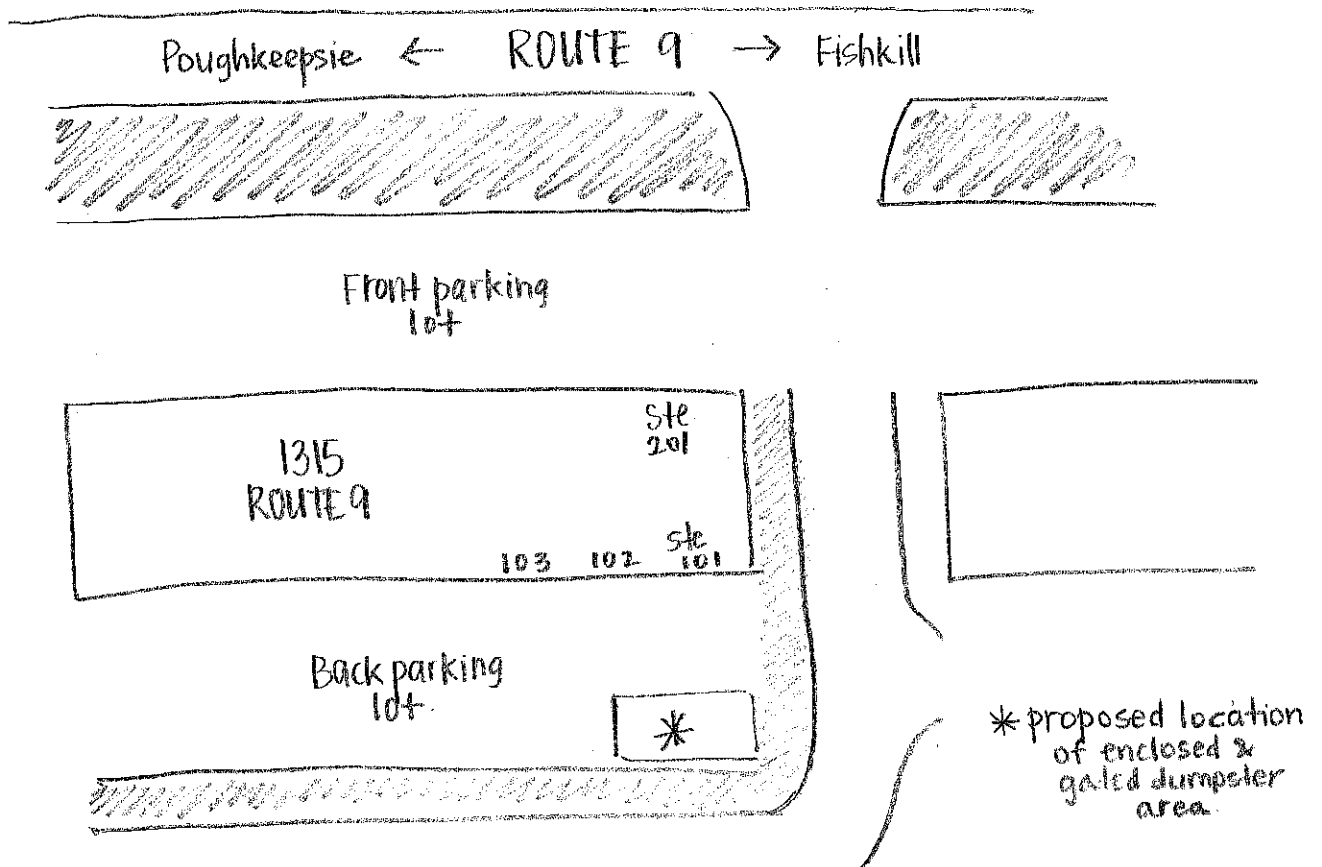 Poughkeepsie ← ROUTE 9 → Fishkill
Front parking
lot
Ste
201
1315
ROUTE 9
103 102 Ste 101
Back parking
lot.
*
* proposed location
of enclosed &
gated dumpster
area.